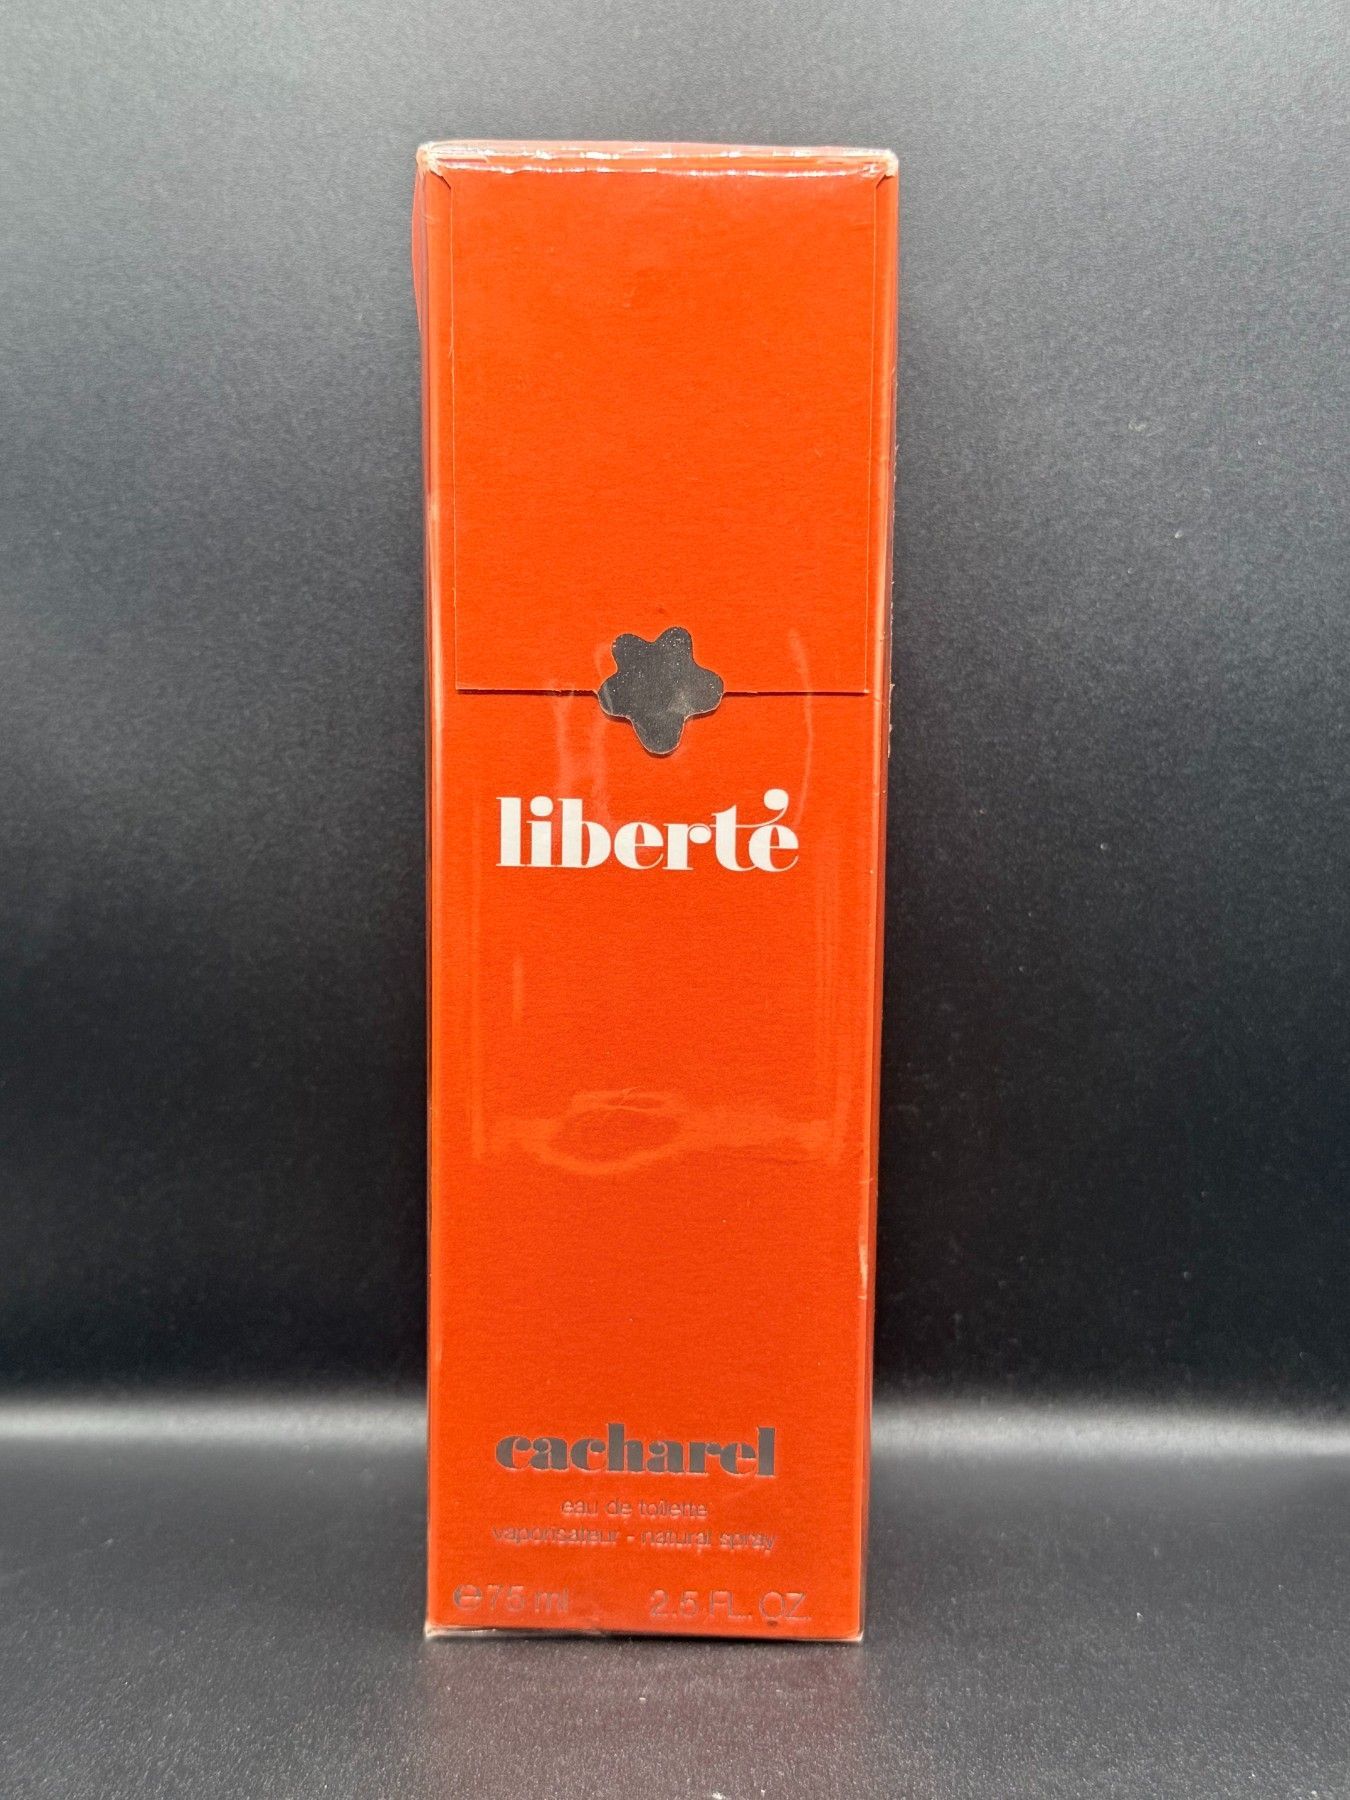 liberté
cacharel
eau de toilette
vaporisateur - natural spray
℮75 ml 2.5 FL. OZ.